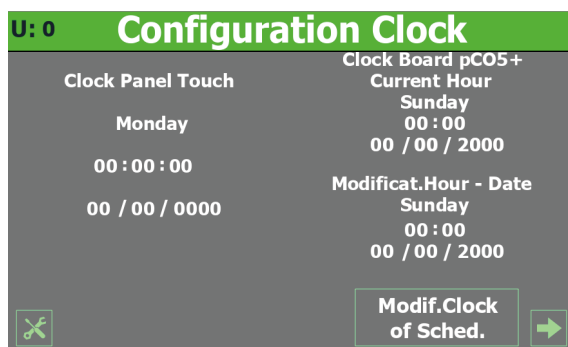 U: 0
Configuration Clock
Clock Panel Touch
Monday
00 : 00 : 00
00 / 00 / 0000
Clock Board pCO5+
Current Hour
Sunday
00 : 00
00 / 00 / 2000
Modificat.Hour - Date
Sunday
00 : 00
00 / 00 / 2000
Modif.Clock
of Sched.